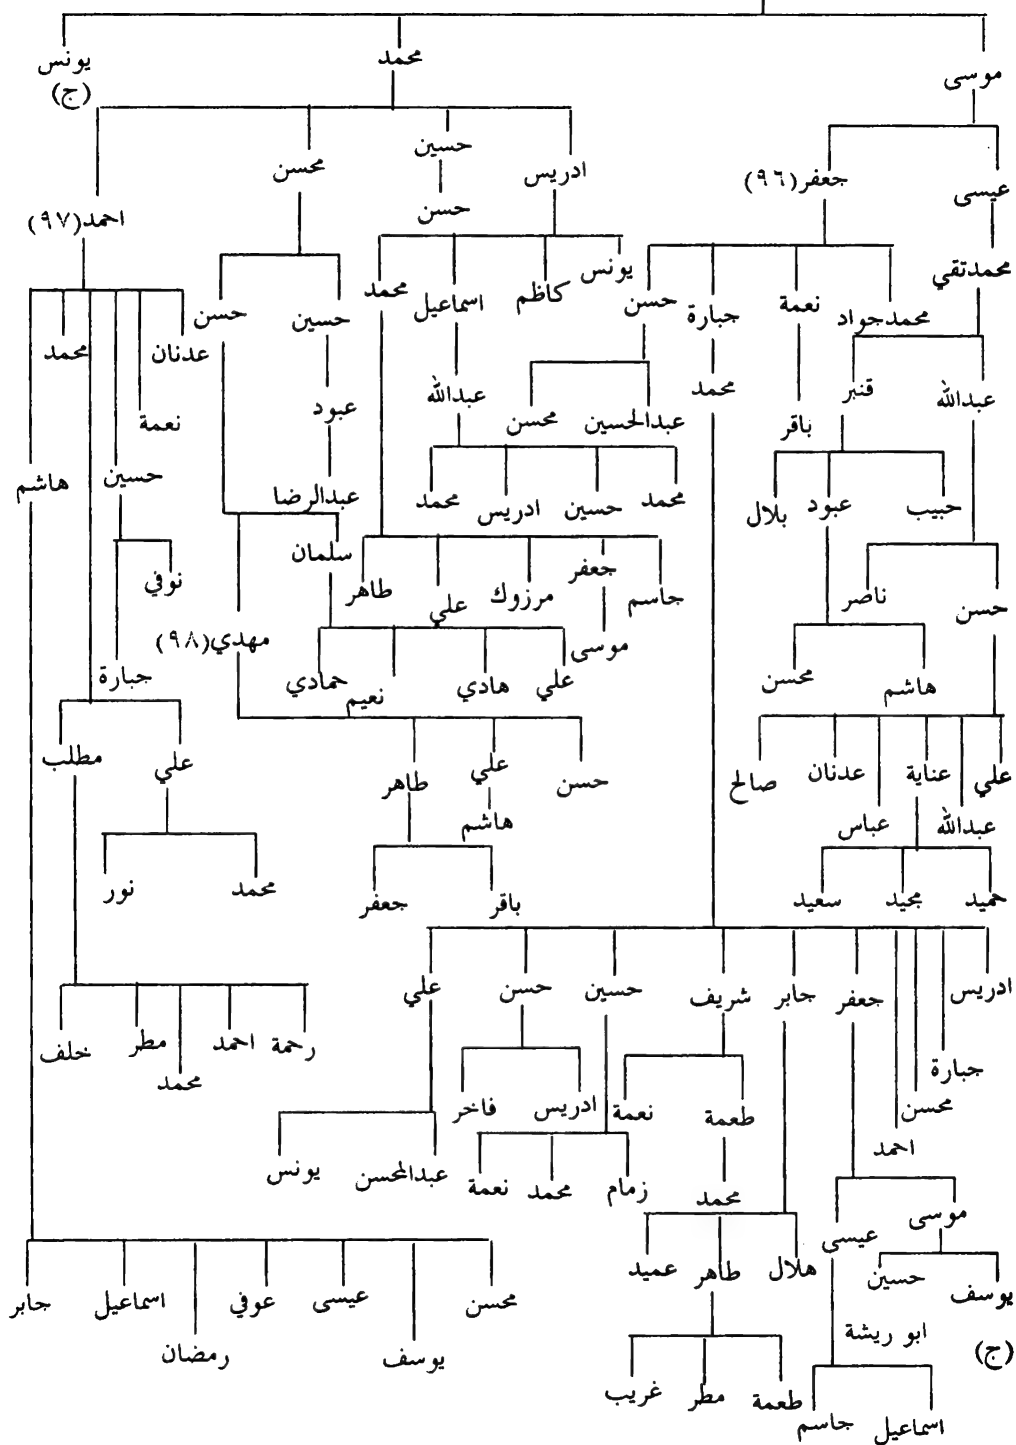 موسى محمد يونس
(ج)
عيسى جعفر(٩٦) ادريس حسين محسن احمد(٩٧)
حسن
محمدتقي
يونس كاظم اسماعيل محمد
حسين حسن
محمدجواد نعمة جبارة حسن
عدنان محمد
عبدالله قنبر محمد
باقر
عبدالحسين محسن
عبدالله
عبود
نعمة
حسين هاشم
حبيب عبود بلال
محمد حسين ادريس محمد
عبدالرضا
سلمان
جاسم جعفر مرزوك علي طاهر
موسى
نوفي
جبارة
حسن ناصر
مهدي(٩٨)
هاشم محسن
علي هادي نعيم حمادي
علي مطلب
علي عناية عدنان صالح
عبدالله عباس
حسن علي طاهر
هاشم
حميد مجيد سعيد
باقر جعفر
محمد نور
ادريس جعفر جابر شريف حسين حسن علي
جبارة
محسن
احمد
رحمة احمد مطر خلف
محمد
طعمة نعمة
ادريس فاخر
محمد
زمام محمد نعمة
عبدالمحسن يونس
موسى عيسى
هلال طاهر عميد
يوسف حسين
محسن عيسى عوفي اسماعيل جابر
يوسف رمضان
ابو ريشة
(ج)
طعمة مطر غريب
اسماعيل جاسم